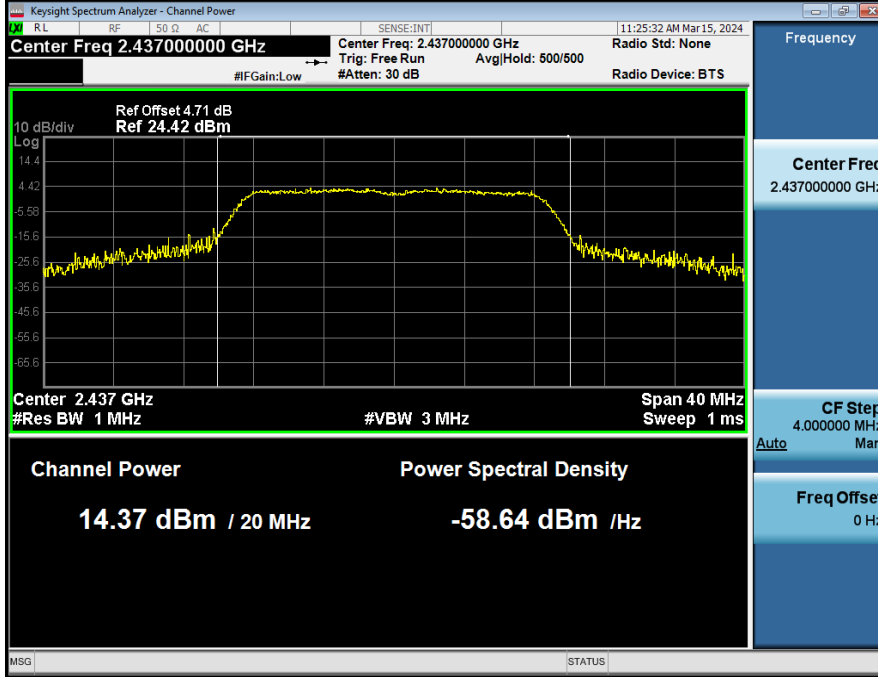 Keysight Spectrum Analyzer - Channel Power
LXI RL RF 50 Ω AC SENSE:INT 11:25:32 AM Mar 15, 2024
Center Freq 2.437000000 GHz
Center Freq: 2.437000000 GHz
Radio Std: None
Trig: Free Run Avg|Hold: 500/500
#IFGain:Low
#Atten: 30 dB
Radio Device: BTS
Ref Offset 4.71 dB
10 dB/div Ref 24.42 dBm
Log
14.4
4.42
-5.58
-15.6
-25.6
-35.6
-45.6
-55.6
-65.6
Center 2.437 GHz
Span 40 MHz
#Res BW 1 MHz
#VBW 3 MHz
Sweep 1 ms
Channel Power
Power Spectral Density
14.37 dBm / 20 MHz
-58.64 dBm /Hz
MSG
STATUS
Frequency
Center Freq
2.437000000 GHz
CF Step
4.000000 MHz
Auto Man
Freq Offset
0 Hz